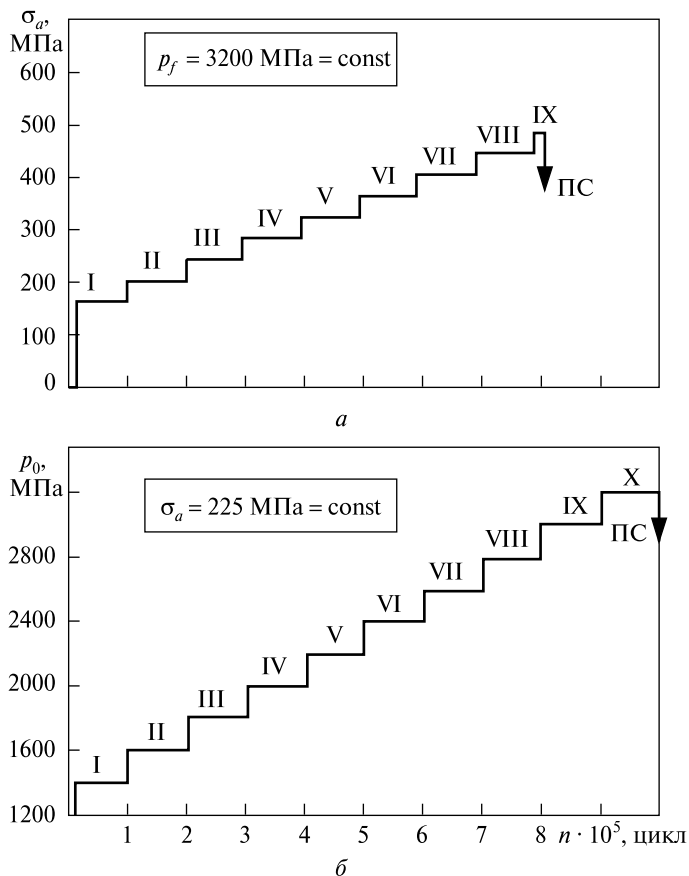 σa,
МПа
pf = 3200 МПа = const
600
500
400
300
200
100
0
I
II
III
IV
V
VI
VII
VIII
IX
ПС
а
p0,
МПа
σa = 225 МПа = const
2800
2400
2000
1600
1200
I
II
III
IV
V
VI
VII
VIII
IX
X
ПС
1 2 3 4 5 6 7 8 n · 10⁵, цикл
б